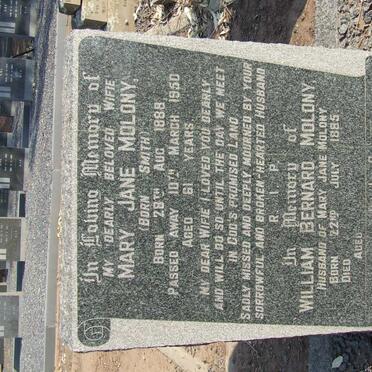 In Loving Memory of
My dearly beloved wifie
Mary Jane Molony,
(Born Smith)
Born 28th Aug 1888
Passed away 10th March 1950
Aged 61 years
My dear wifie I loved you dearly
and will do so until the day we meet
in God's promised land
Sadly missed and deeply mourned by your
sorrowful and broken hearted husband
R. I. P.
In Memory of
William Bernard Molony
Husband of Mary Jane Molony
Born 22nd July 1885
Died
Aged